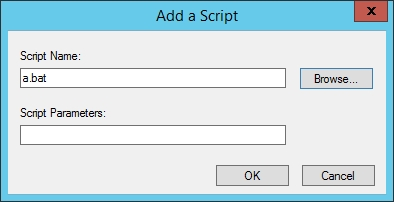 Add a Script
Script Name:
a.bat
Browse...
Script Parameters:
OK
Cancel